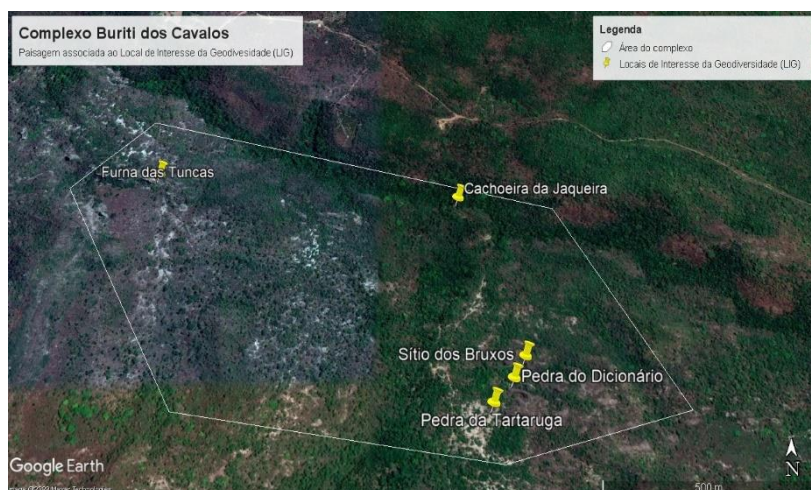 Complexo Buriti dos Cavalos
Paisagem associada ao Local de Interesse da Geodivesidade (LIG)
Legenda
Área do complexo
Locais de Interesse da Geodiversidade (LIG)
Furna das Tuncas
Cachoeira da Jaqueira
Sítio dos Bruxos
Pedra do Dicionário
Pedra da Tartaruga
Google Earth
Technologies
500 m
N